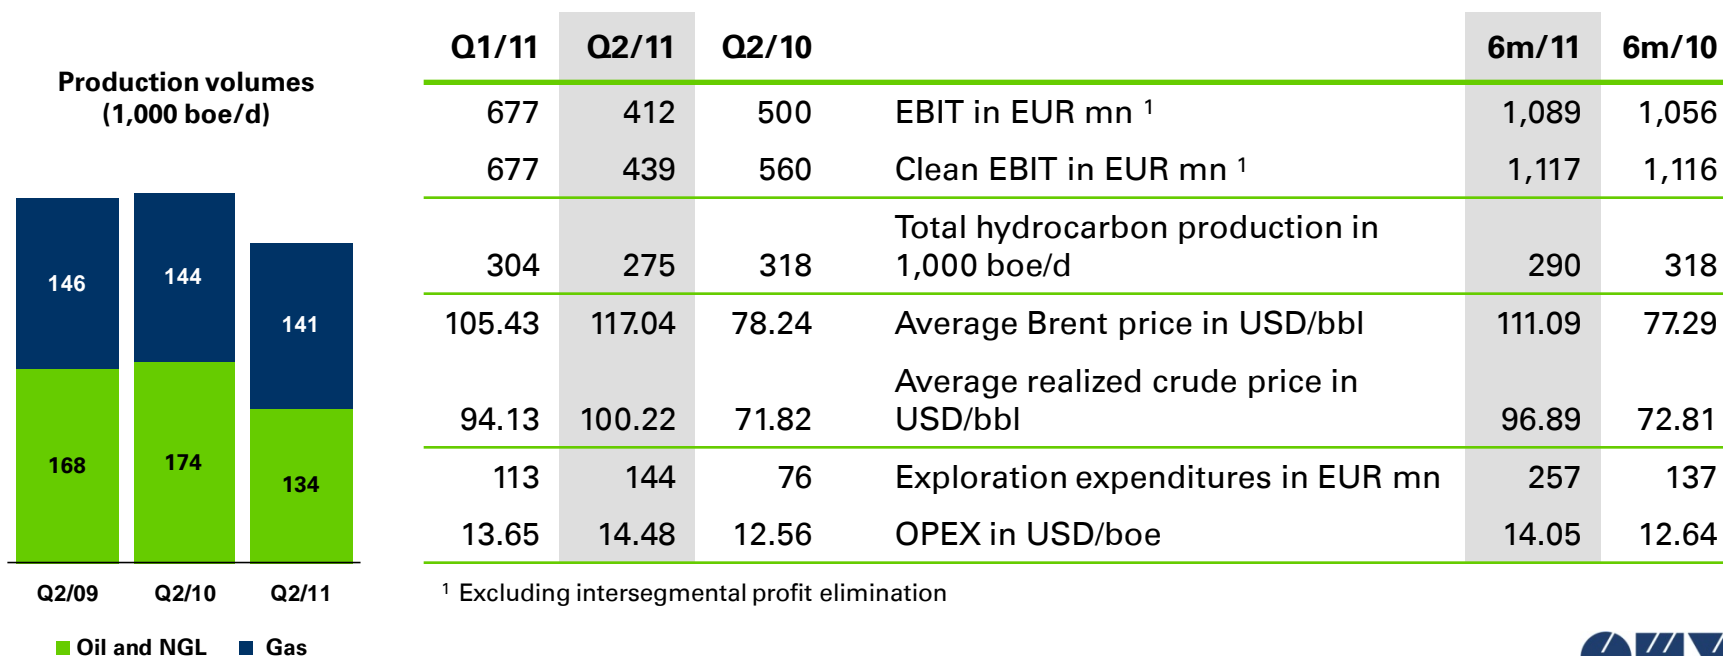 Production volumes
(1,000 boe/d)
146
144
141
168
174
134
Q2/09 Q2/10 Q2/11
Oil and NGL Gas
Q1/11 Q2/11 Q2/10 6m/11 6m/10
677 412 500 EBIT in EUR mn ¹ 1,089 1,056
677 439 560 Clean EBIT in EUR mn ¹ 1,117 1,116
Total hydrocarbon production in
304 275 318 1,000 boe/d 290 318
105.43 117.04 78.24 Average Brent price in USD/bbl 111.09 77.29
Average realized crude price in
94.13 100.22 71.82 USD/bbl 96.89 72.81
113 144 76 Exploration expenditures in EUR mn 257 137
13.65 14.48 12.56 OPEX in USD/boe 14.05 12.64
¹ Excluding intersegmental profit elimination